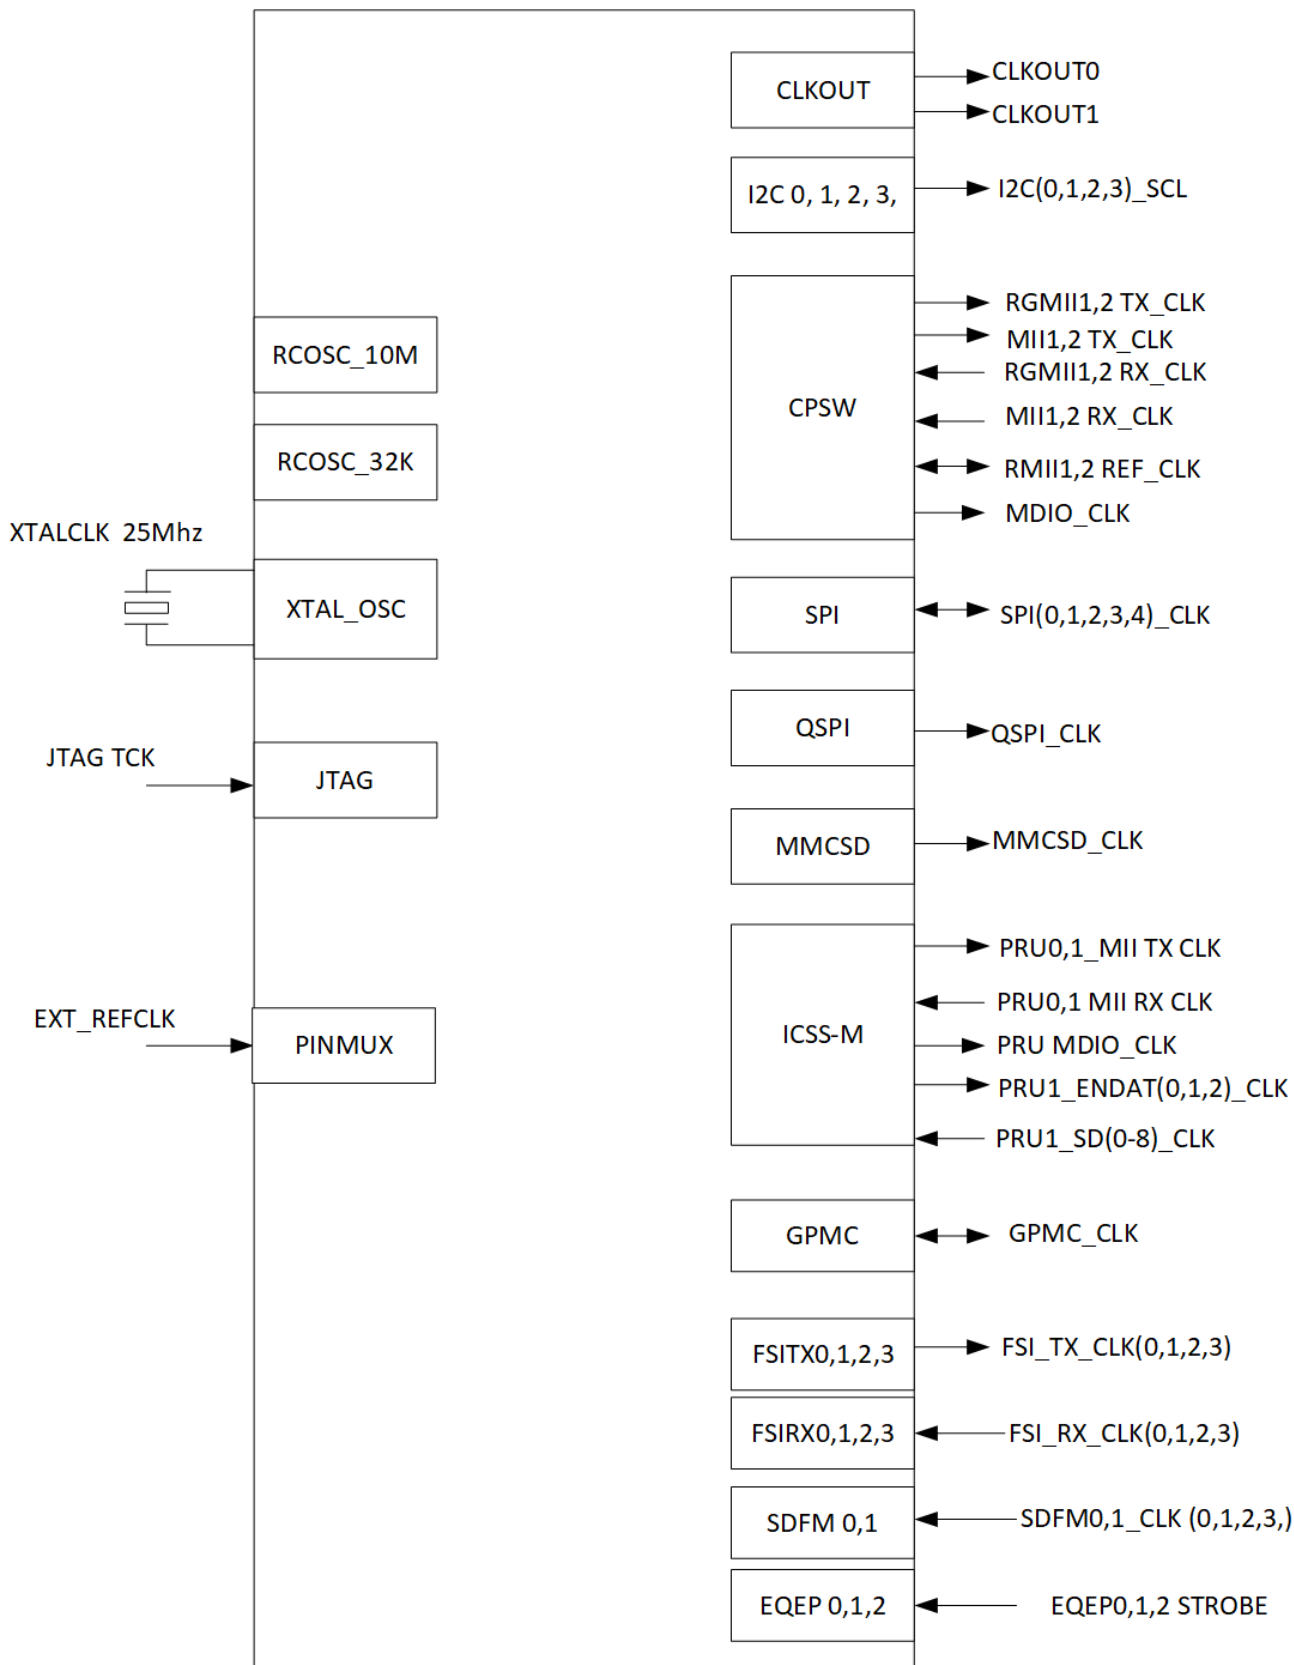 CLKOUT
CLKOUT0
CLKOUT1
I2C 0, 1, 2, 3,
I2C(0,1,2,3)_SCL
RGMII1,2 TX_CLK
MII1,2 TX_CLK
RGMII1,2 RX_CLK
CPSW
MII1,2 RX_CLK
RMII1,2 REF_CLK
MDIO_CLK
RCOSC_10M
RCOSC_32K
XTALCLK 25Mhz
XTAL_OSC
SPI
SPI(0,1,2,3,4)_CLK
QSPI
QSPI_CLK
JTAG TCK
JTAG
MMCSD
MMCSD_CLK
PRU0,1_MII TX CLK
PRU0,1 MII RX CLK
ICSS-M
PRU MDIO_CLK
PRU1_ENDAT(0,1,2)_CLK
PRU1_SD(0-8)_CLK
EXT_REFCLK
PINMUX
GPMC
GPMC_CLK
FSITX0,1,2,3
FSI_TX_CLK(0,1,2,3)
FSIRX0,1,2,3
FSI_RX_CLK(0,1,2,3)
SDFM 0,1
SDFM0,1_CLK (0,1,2,3,)
EQEP 0,1,2
EQEP0,1,2 STROBE